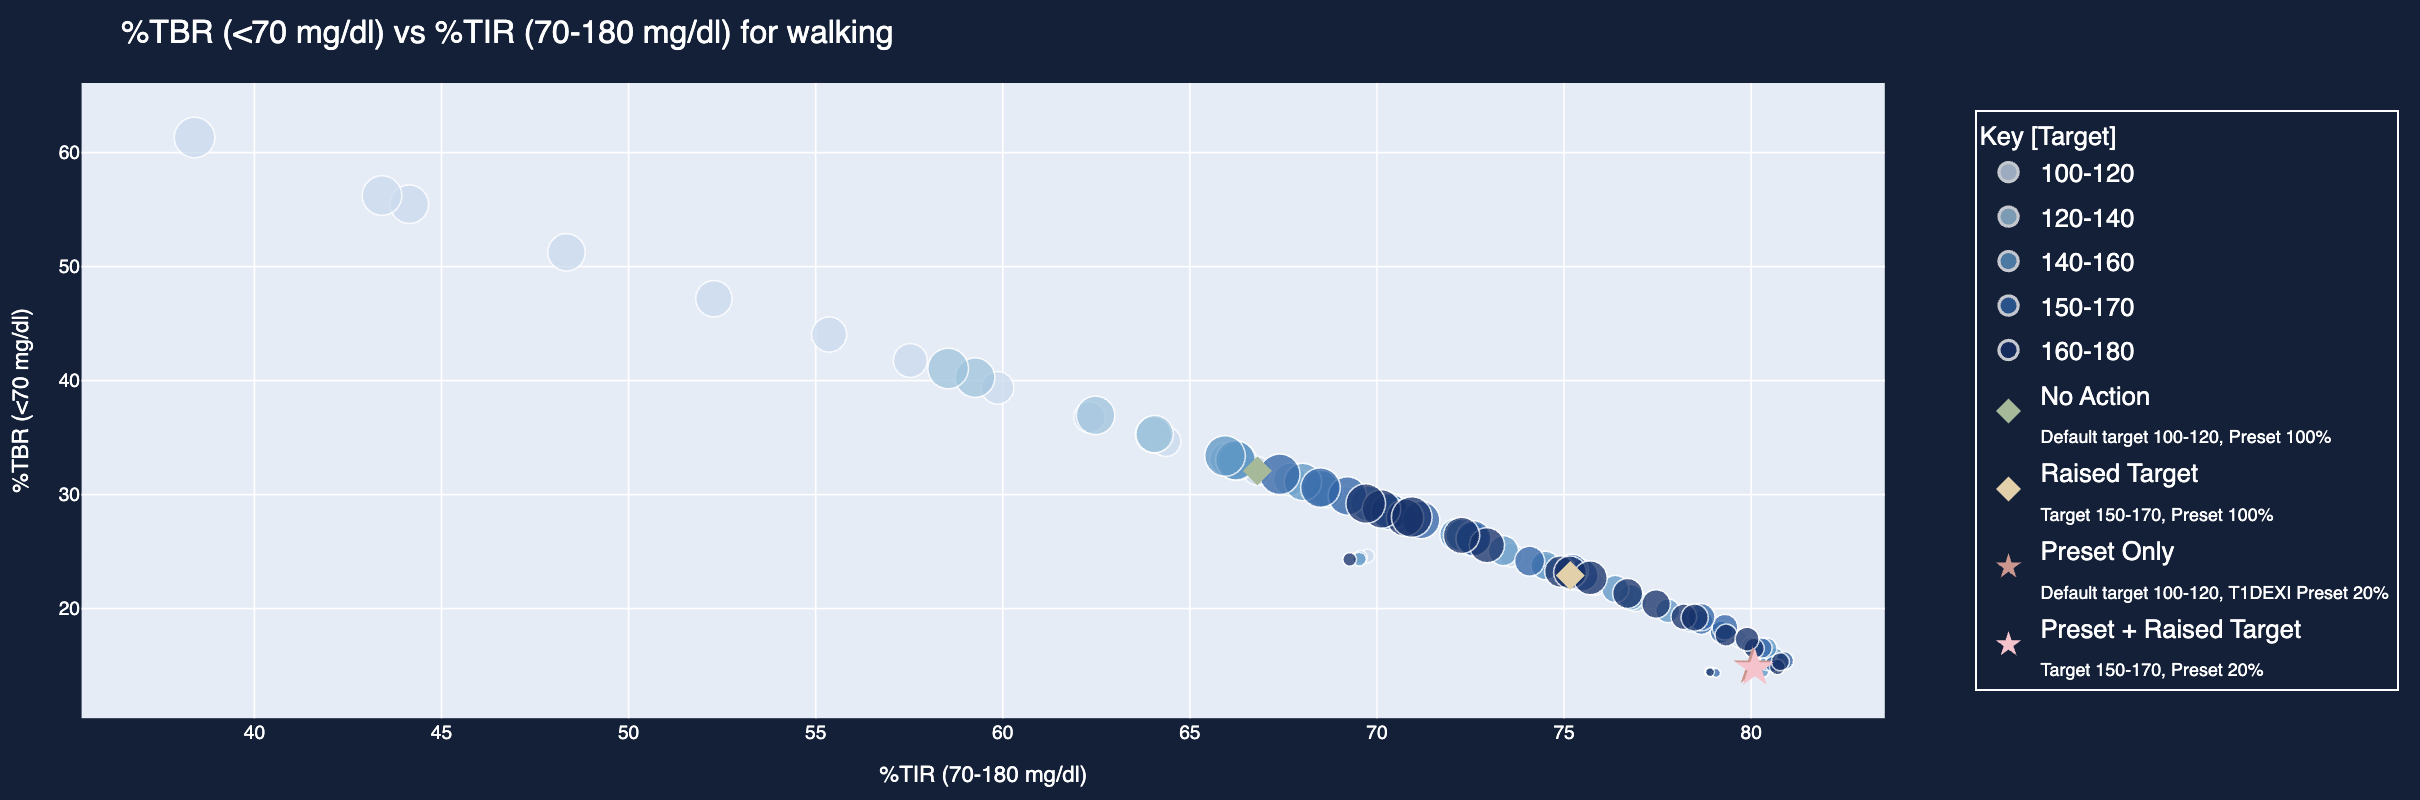 %TBR (<70 mg/dl) vs %TIR (70-180 mg/dl) for walking
%TBR (<70 mg/dl)
60
50
40
30
20
40
45
50
55
60
65
70
75
80
%TIR (70-180 mg/dl)
Key [Target]
100-120
120-140
140-160
150-170
160-180
No Action
Default target 100-120, Preset 100%
Raised Target
Target 150-170, Preset 100%
Preset Only
Default target 100-120, T1DEXI Preset 20%
Preset + Raised Target
Target 150-170, Preset 20%